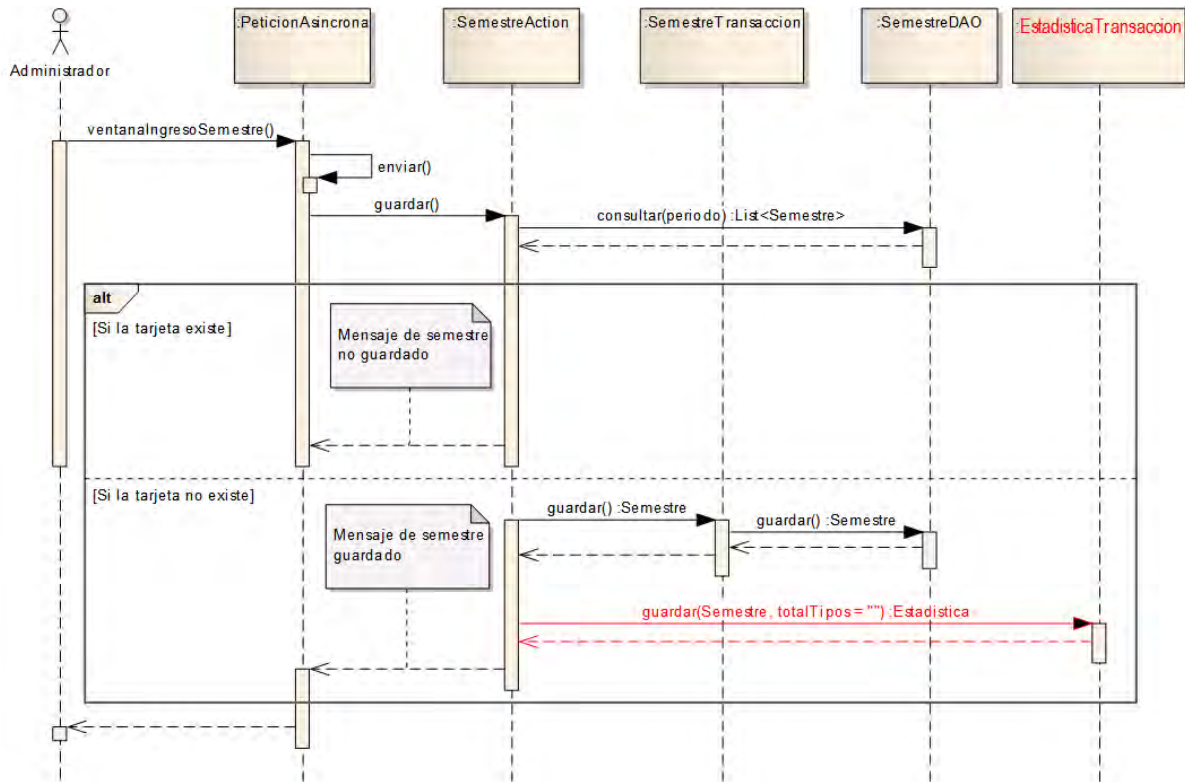 :PeticionAsincrona
:SemestreAction
:SemestreTransaccion
:SemestreDAO
:EstadisticaTransaccion
Administrador
ventanaIngresoSemestre()
enviar()
guardar()
consultar(periodo) :List<Semestre>
alt
[Si la tarjeta existe]
Mensaje de semestre
no guardado
[Si la tarjeta no existe]
Mensaje de semestre
guardado
guardar() :Semestre
guardar() :Semestre
guardar(Semestre, totalTipos = "") :Estadistica